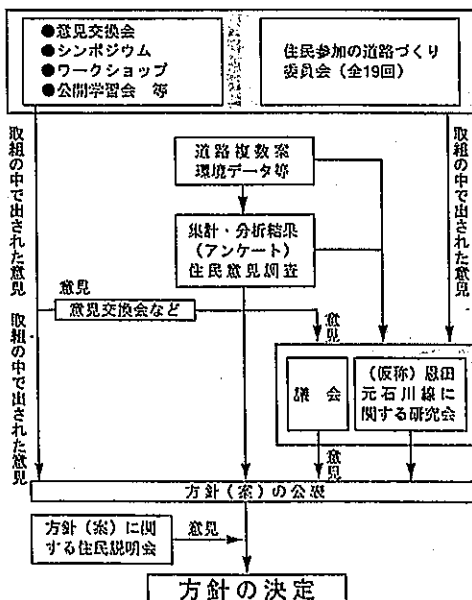 ●意見交換会
●シンポジウム
●ワークショップ
●公開学習会 等
住民参加の道路づくり
委員会(全19回)
取組の中で出された意見
取組の中で出された意見
道路複数案
環境データ等
集計・分析結果
(アンケート)
住民意見調査
意見
意見交換会など
意見
取組の中で出された意見
議会
(仮称)恩田
元石川線に
関する研究会
意見
方針(案)の公表
方針(案)に関
する住民説明会
意見
方針の決定